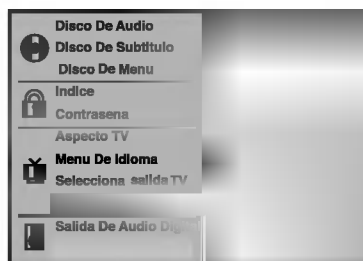 Disco De Audio
Disco De Subtitulo
Disco De Menu
Indice
Contrasena
Aspecto TV
Menu De Idioma
Selecciona salida TV
Salida De Audio